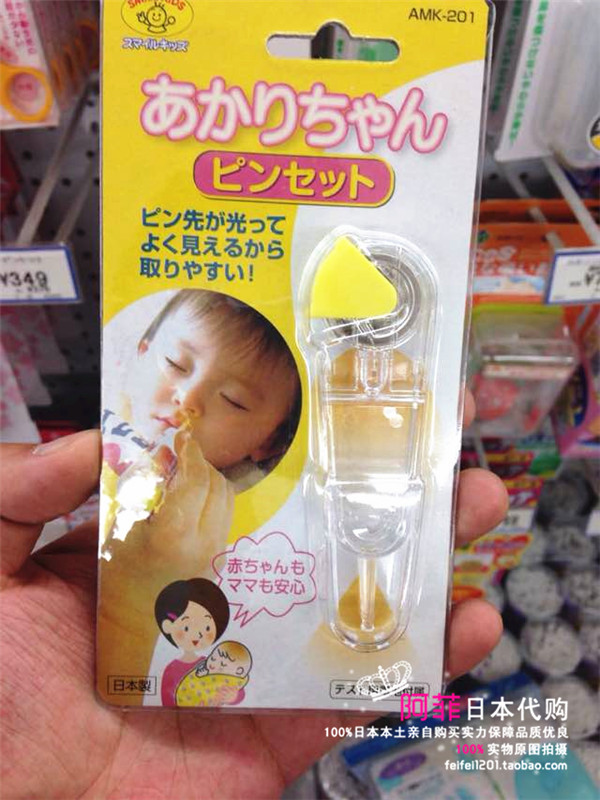 AMK-201
スマイルキッズ
あかりちゃん
ピンセット
ピン先が光って
よく見えるから
取りやすい!
¥349
赤ちゃんも
ママも安心
日本製
阿菲日本代购
100%日本本土亲自购买实力保障品质优良
100% 实物原图拍摄
feifei1201.taobao.com